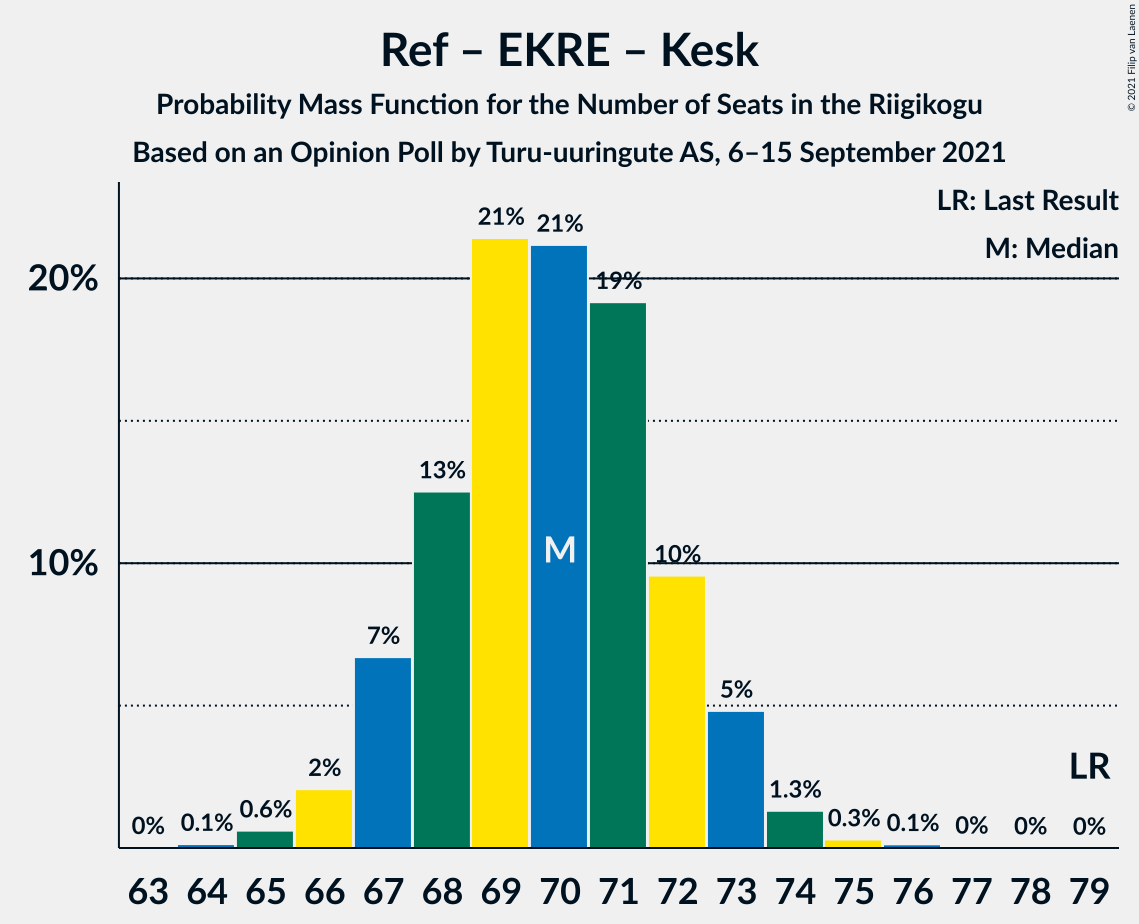 Ref – EKRE – Kesk
Probability Mass Function for the Number of Seats in the Riigikogu
Based on an Opinion Poll by Turu-uuringute AS, 6–15 September 2021
© 2021 Filip van Laenen
LR: Last Result
M: Median
20%
10%
0%
0.1%
0.6%
2%
7%
13%
21%
21%
19%
10%
5%
1.3%
0.3%
0.1%
0%
0%
0%
M
LR
63 64 65 66 67 68 69 70 71 72 73 74 75 76 77 78 79